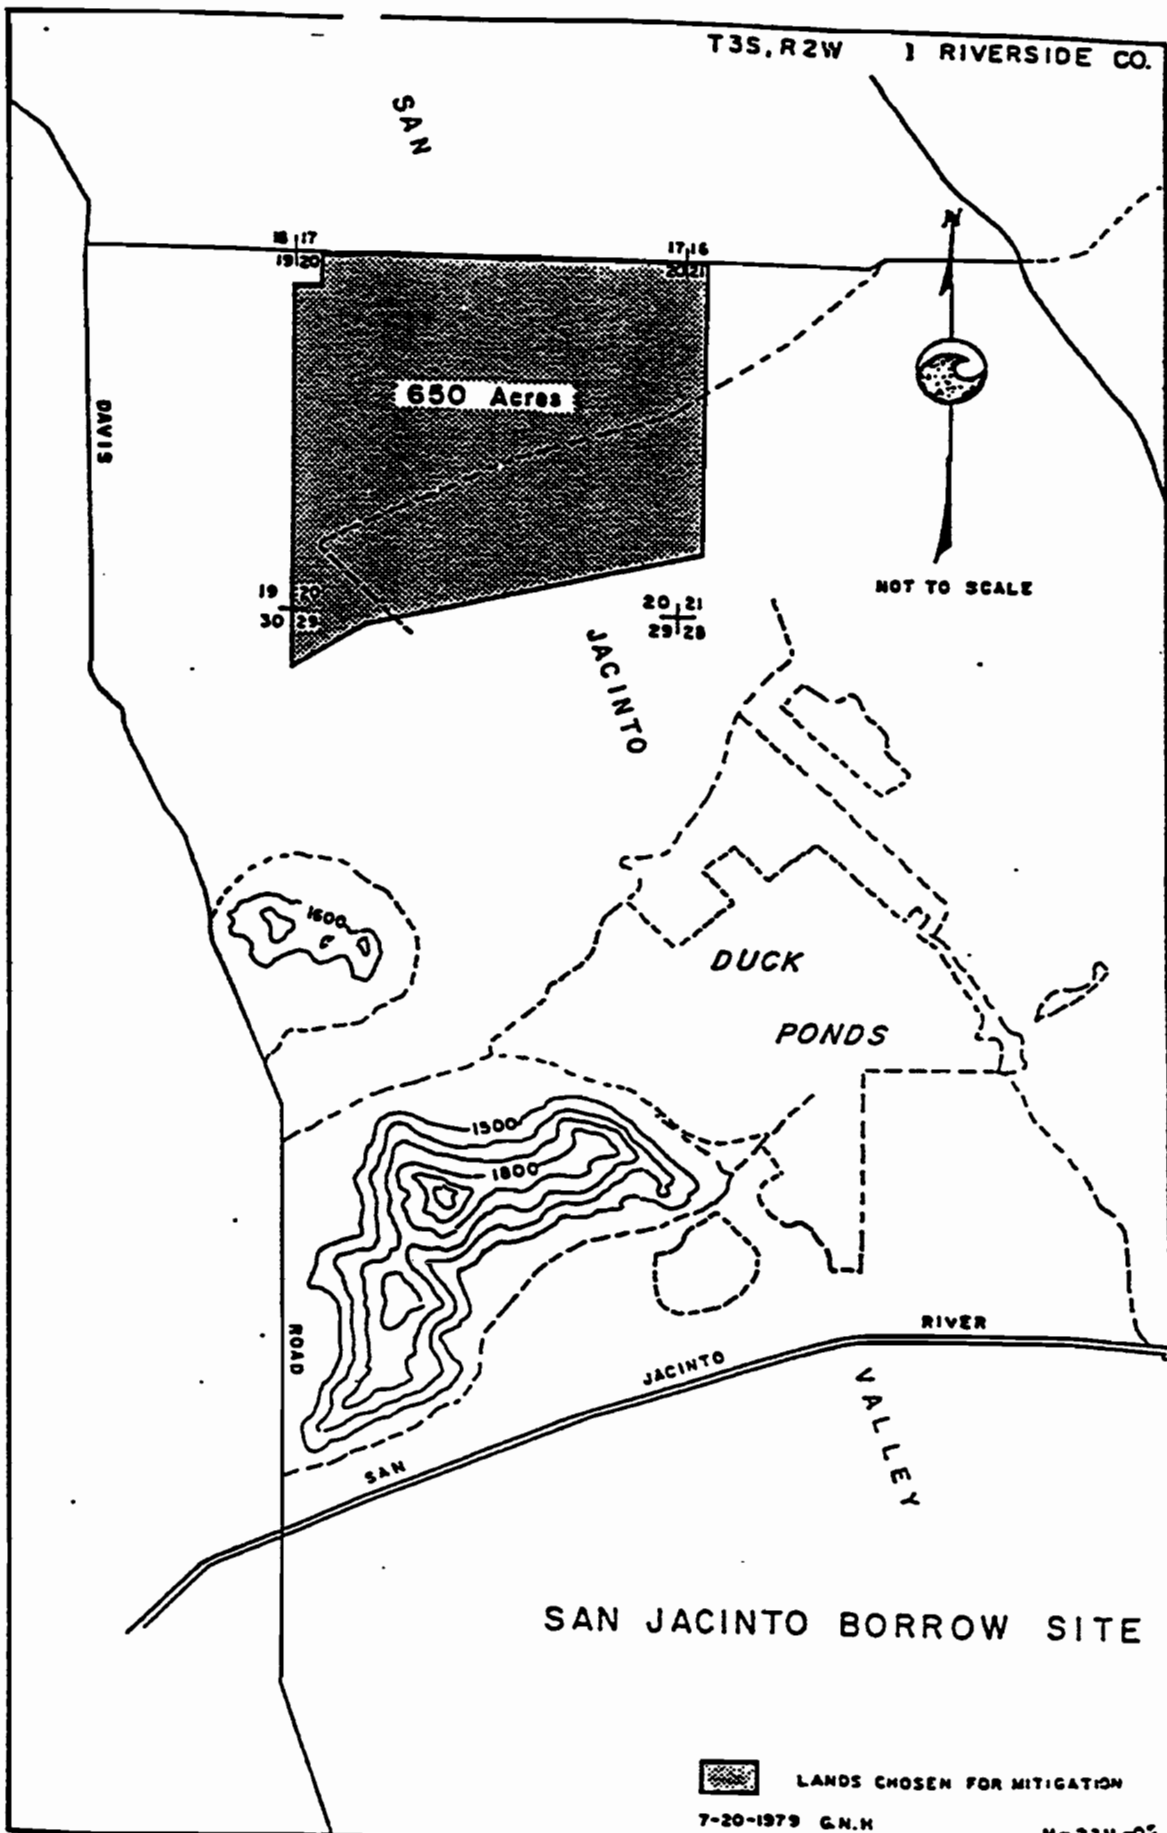 T3S, R2W RIVERSIDE CO.
SAN
18 17
19 20
17 16
20 21
N
650 Acres
DAVIS
NOT TO SCALE
19 20
30 29
20 21
29 28
JACINTO
1600
DUCK
PONDS
1500
1800
ROAD
RIVER
JACINTO
SAN
VALLEY
SAN JACINTO BORROW SITE
LANDS CHOSEN FOR MITIGATION
7-20-1979 G.N.H